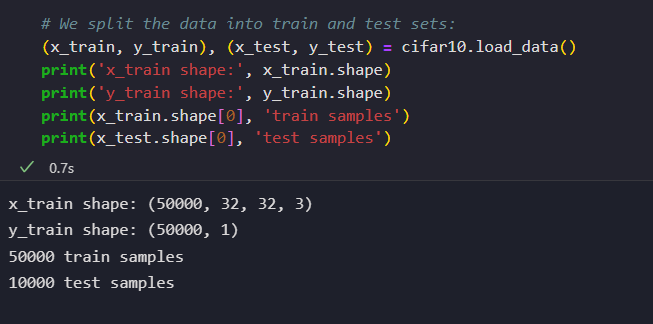 # We split the data into train and test sets:
(x_train, y_train), (x_test, y_test) = cifar10.load_data()
print('x_train shape:', x_train.shape)
print('y_train shape:', y_train.shape)
print(x_train.shape[0], 'train samples')
print(x_test.shape[0], 'test samples')
0.7s
x_train shape: (50000, 32, 32, 3)
y_train shape: (50000, 1)
50000 train samples
10000 test samples